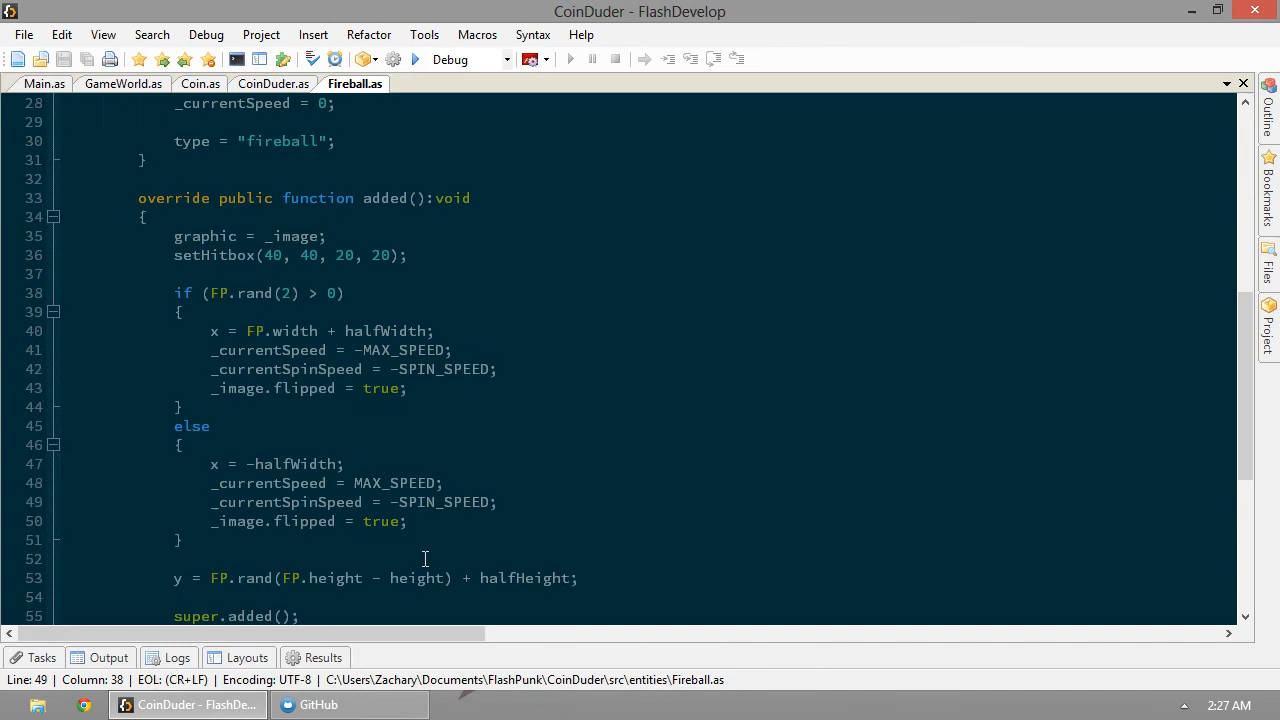 CoinDuder - FlashDevelop
File Edit View Search Debug Project Insert Refactor Tools Macros Syntax Help
Debug
Main.as GameWorld.as Coin.as CoinDuder.as Fireball.as
28 _currentSpeed = 0;
29
30 type = "fireball";
31 }
32
33 override public function added():void
34 {
35 graphic = _image;
36 setHitbox(40, 40, 20, 20);
37
38 if (FP.rand(2) > 0)
39 {
40 x = FP.width + halfWidth;
41 _currentSpeed = -MAX_SPEED;
42 _currentSpinSpeed = -SPIN_SPEED;
43 _image.flipped = true;
44 }
45 else
46 {
47 x = -halfWidth;
48 _currentSpeed = MAX_SPEED;
49 _currentSpinSpeed = -SPIN_SPEED;
50 _image.flipped = true;
51 }
52
53 y = FP.rand(FP.height - height) + halfHeight;
54
55 super.added();
Outline
Bookmarks
Files
Project
Tasks Output Logs Layouts Results
Line: 49 | Column: 38 | EOL: (CR+LF) | Encoding: UTF-8 | C:\Users\Zachary\Documents\FlashPunk\CoinDuder\src\entities\Fireball.as
CoinDuder - FlashDe... GitHub 2:27 AM